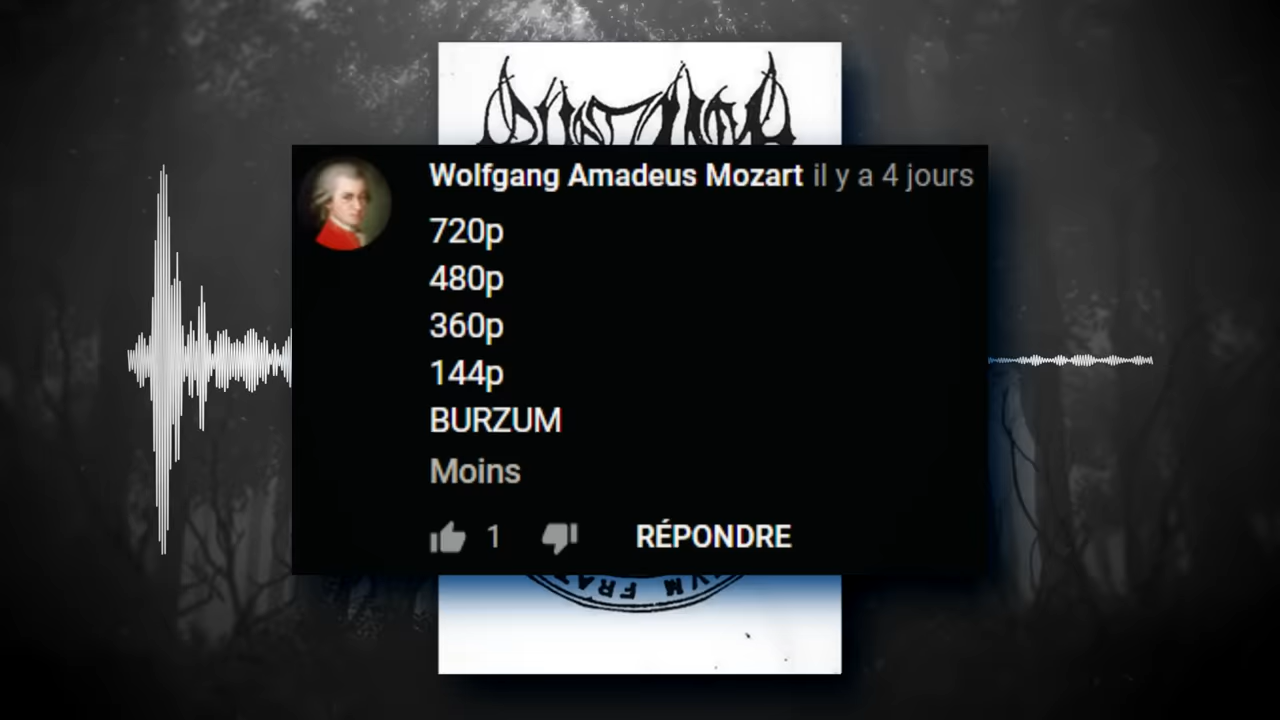 Wolfgang Amadeus Mozart il y a 4 jours
720p
480p
360p
144p
BURZUM
Moins
1 RÉPONDRE